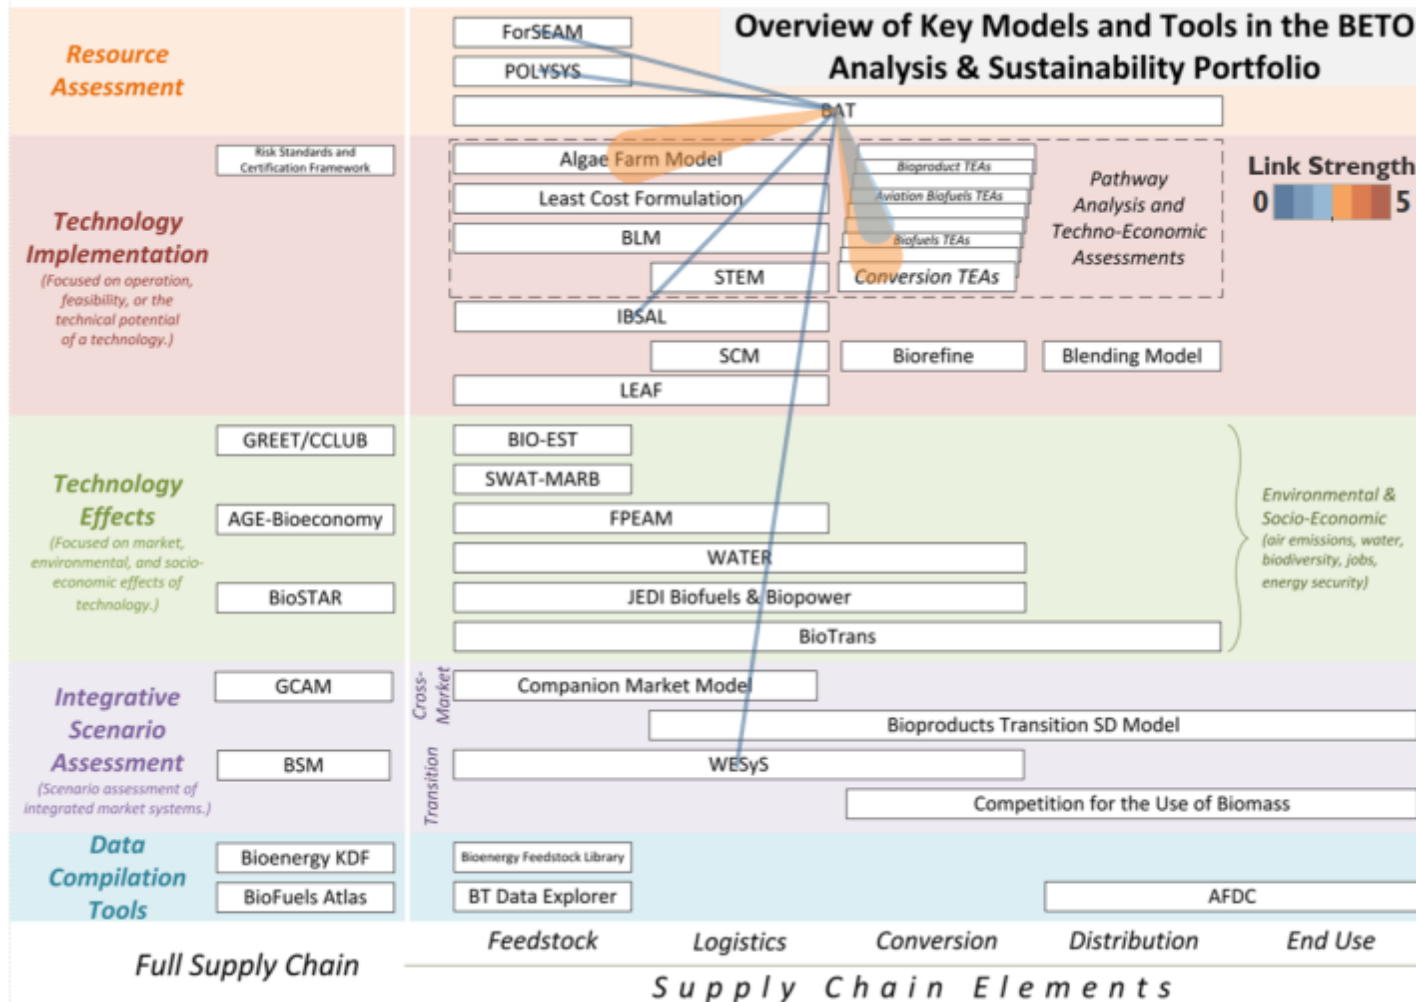 Overview of Key Models and Tools in the BETO
Analysis & Sustainability Portfolio
Resource
Assessment
ForSEAM
POLYSYS
BAT
Technology
Implementation
(Focused on operation,
feasibility, or the
technical potential
of a technology.)
Risk Standards and
Certification Framework
Algae Farm Model
Least Cost Formulation
BLM
STEM
IBSAL
SCM
LEAF
Bioproduct TEAs
Aviation Biofuels TEAs
Biofuels TEAs
Conversion TEAs
Biorefine
Blending Model
Pathway
Analysis and
Techno-Economic
Assessments
Link Strength
0 5
Technology
Effects
(Focused on market,
environmental, and socio-
economic effects of
technology.)
GREET/CCLUB
AGE-Bioeconomy
BioSTAR
BIO-EST
SWAT-MARB
FPEAM
WATER
JEDI Biofuels & Biopower
BioTrans
Environmental &
Socio-Economic
(air emissions, water,
biodiversity, jobs,
energy security)
Integrative
Scenario
Assessment
(Scenario assessment of
integrated market systems.)
GCAM
BSM
Cross-
Market
Transition
Companion Market Model
Bioproducts Transition SD Model
WESyS
Competition for the Use of Biomass
Data
Compilation
Tools
Bioenergy KDF
BioFuels Atlas
Bioenergy Feedstock Library
BT Data Explorer
AFDC
Feedstock Logistics Conversion Distribution End Use
Full Supply Chain
Supply Chain Elements